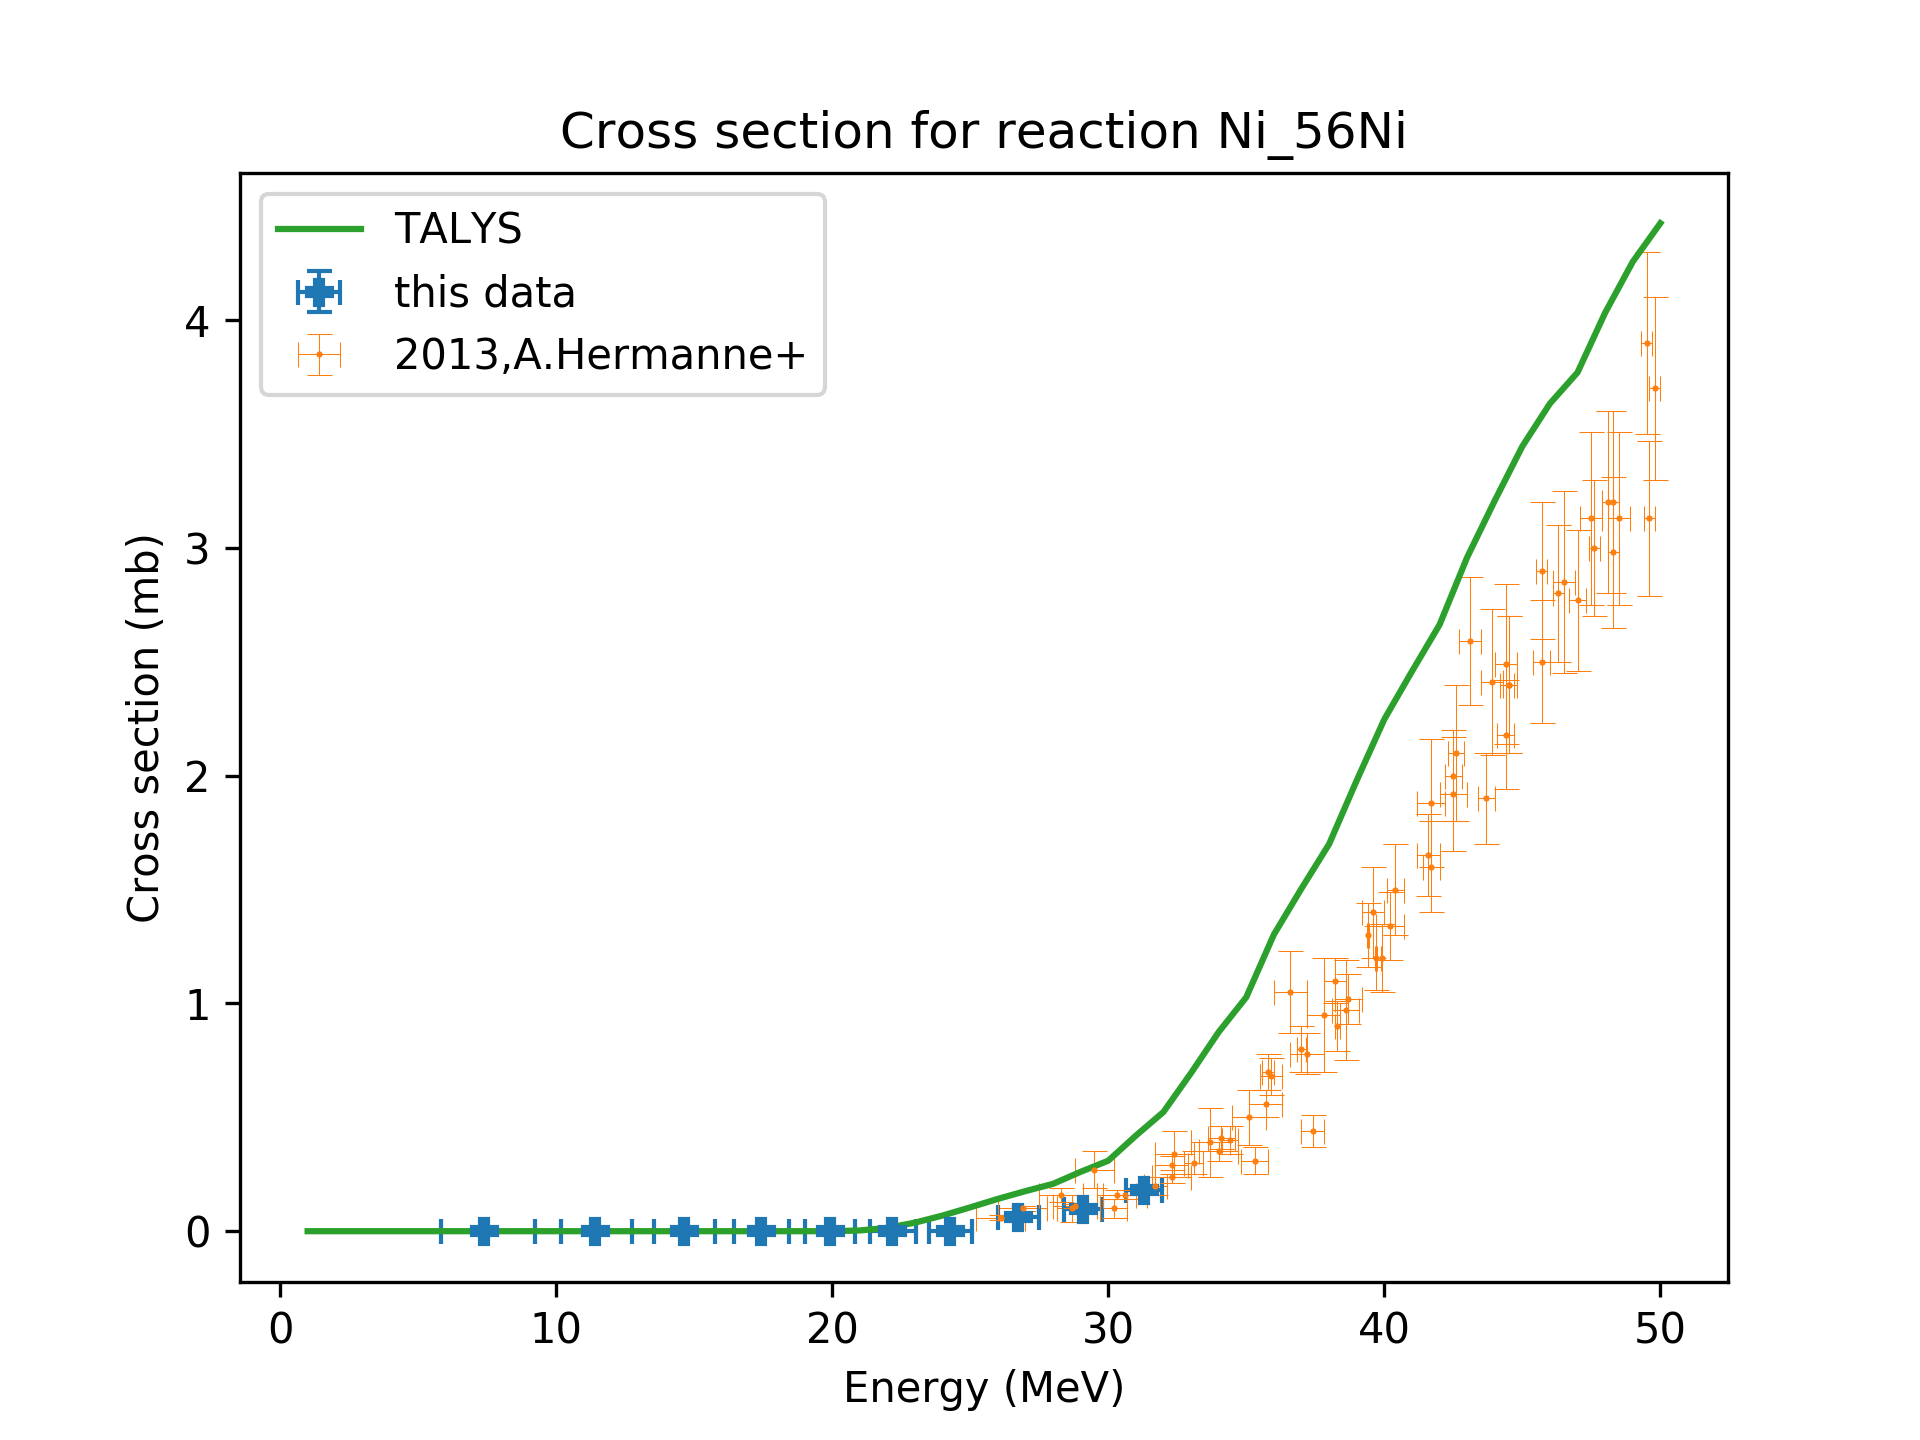 Cross section for reaction Ni_56Ni
TALYS
this data
2013,A.Hermanne+
Cross section (mb)
4
3
2
1
0
0 10 20 30 40 50
Energy (MeV)